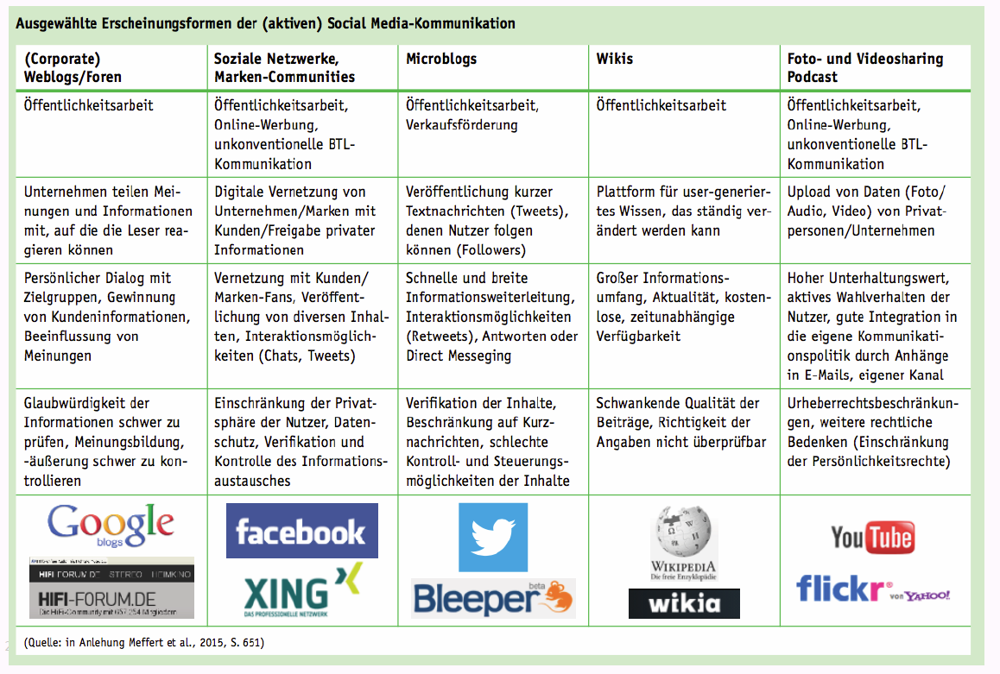 Ausgewählte Erscheinungsformen der (aktiven) Social Media-Kommunikation
(Corporate)
Weblogs/Foren
Soziale Netzwerke,
Marken-Communities
Microblogs
Wikis
Foto- und Videosharing
Podcast
Öffentlichkeitsarbeit
Öffentlichkeitsarbeit,
Online-Werbung,
unkonventionelle BTL-
Kommunikation
Öffentlichkeitsarbeit,
Verkaufsförderung
Öffentlichkeitsarbeit
Öffentlichkeitsarbeit,
Online-Werbung,
unkonventionelle BTL-
Kommunikation
Unternehmen teilen Mei-
nungen und Informationen
mit, auf die die Leser rea-
gieren können
Digitale Vernetzung von
Unternehmen/Marken mit
Kunden/Freigabe privater
Informationen
Veröffentlichung kurzer
Textnachrichten (Tweets),
denen Nutzer folgen
können (Followers)
Plattform für user-generier-
tes Wissen, das ständig ver-
ändert werden kann
Upload von Daten (Foto/
Audio, Video) von Privat-
personen/Unternehmen
Persönlicher Dialog mit
Zielgruppen, Gewinnung
von Kundeninformationen,
Beeinflussung von
Meinungen
Vernetzung mit Kunden/
Marken-Fans, Veröffent-
lichung von diversen Inhal-
ten, Interaktionsmöglich-
keiten (Chats, Tweets)
Schnelle und breite
Informationsweiterleitung,
Interaktionsmöglichkeiten
(Retweets), Antworten oder
Direct Messeging
Großer Informations-
umfang, Aktualität, kosten-
lose, zeitunabhängige
Verfügbarkeit
Hoher Unterhaltungswert,
aktives Wahlverhalten der
Nutzer, gute Integration in
die eigene Kommunikati-
onspolitik durch Anhänge
in E-Mails, eigener Kanal
Glaubwürdigkeit der
Informationen schwer zu
prüfen, Meinungsbildung,
-äußerung schwer zu kon-
trollieren
Einschränkung der Privat-
sphäre der Nutzer, Daten-
schutz, Verifikation und
Kontrolle des Informations-
austausches
Verifikation der Inhalte,
Beschränkung auf Kurz-
nachrichten, schlechte
Kontroll- und Steuerungs-
möglichkeiten der Inhalte
Schwankende Qualität der
Beiträge, Richtigkeit der
Angaben nicht überprüfbar
Urheberrechtsbeschränkun-
gen, weitere rechtliche
Bedenken (Einschränkung
der Persönlichkeitsrechte)
Google
blogs
HIFI-FORUM.DE STEREO HEIMKINO
HIFI-FORUM.DE
Die HiFi-Community mit 657.254 Mitgliedern
facebook
XING
DAS PROFESSIONELLE NETZWERK
beta
Bleeper
WIKIPEDIA
Die freie Enzyklopädie
wikia
YouTube
flickr® von YAHOO!
(Quelle: in Anlehung Meffert et al., 2015, S. 651)